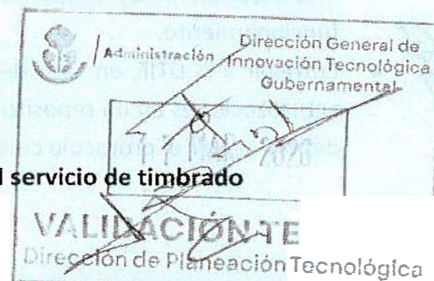 Administración
Dirección General de
Innovación Tecnológica
Gubernamental
l servicio de timbrado
VALIDACIÓN TE
Dirección de Planeación Tecnológica